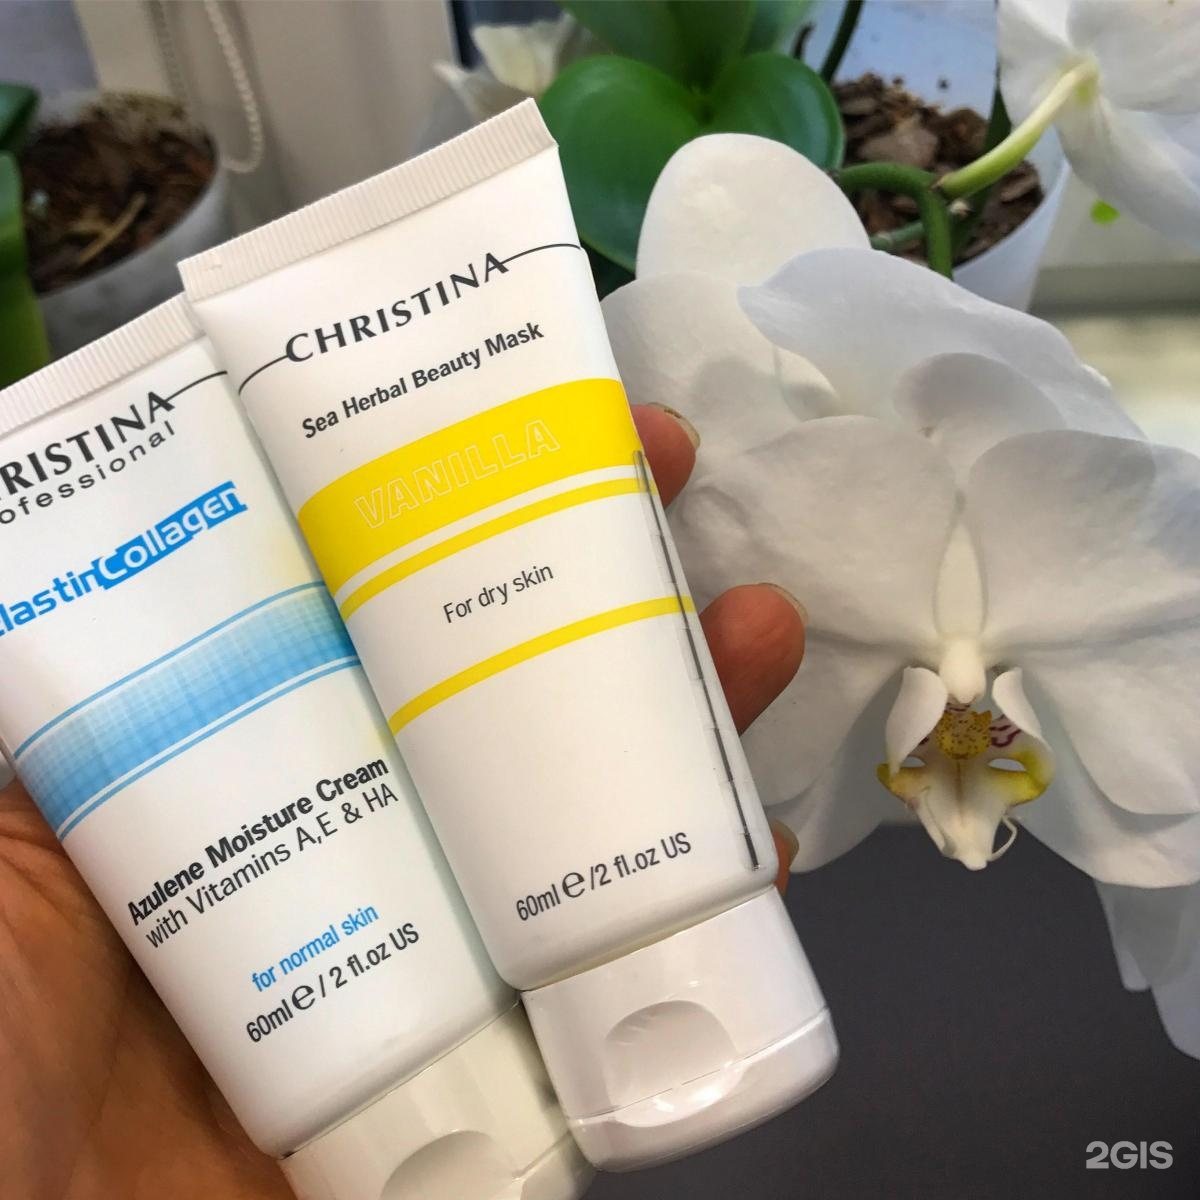 RISTINA
ofessional
lastinCollagen
Azulene Moisture Cream
with Vitamins A,E & HA
for normal skin
60ml℮/ 2 fl.oz US
CHRISTINA
Sea Herbal Beauty Mask
VANILLA
For dry skin
60ml℮/2 fl.oz US
2GIS